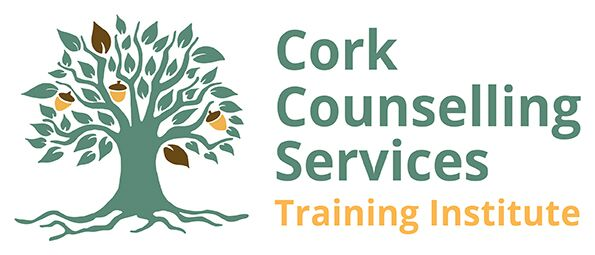 Cork
Counselling
Services
Training Institute